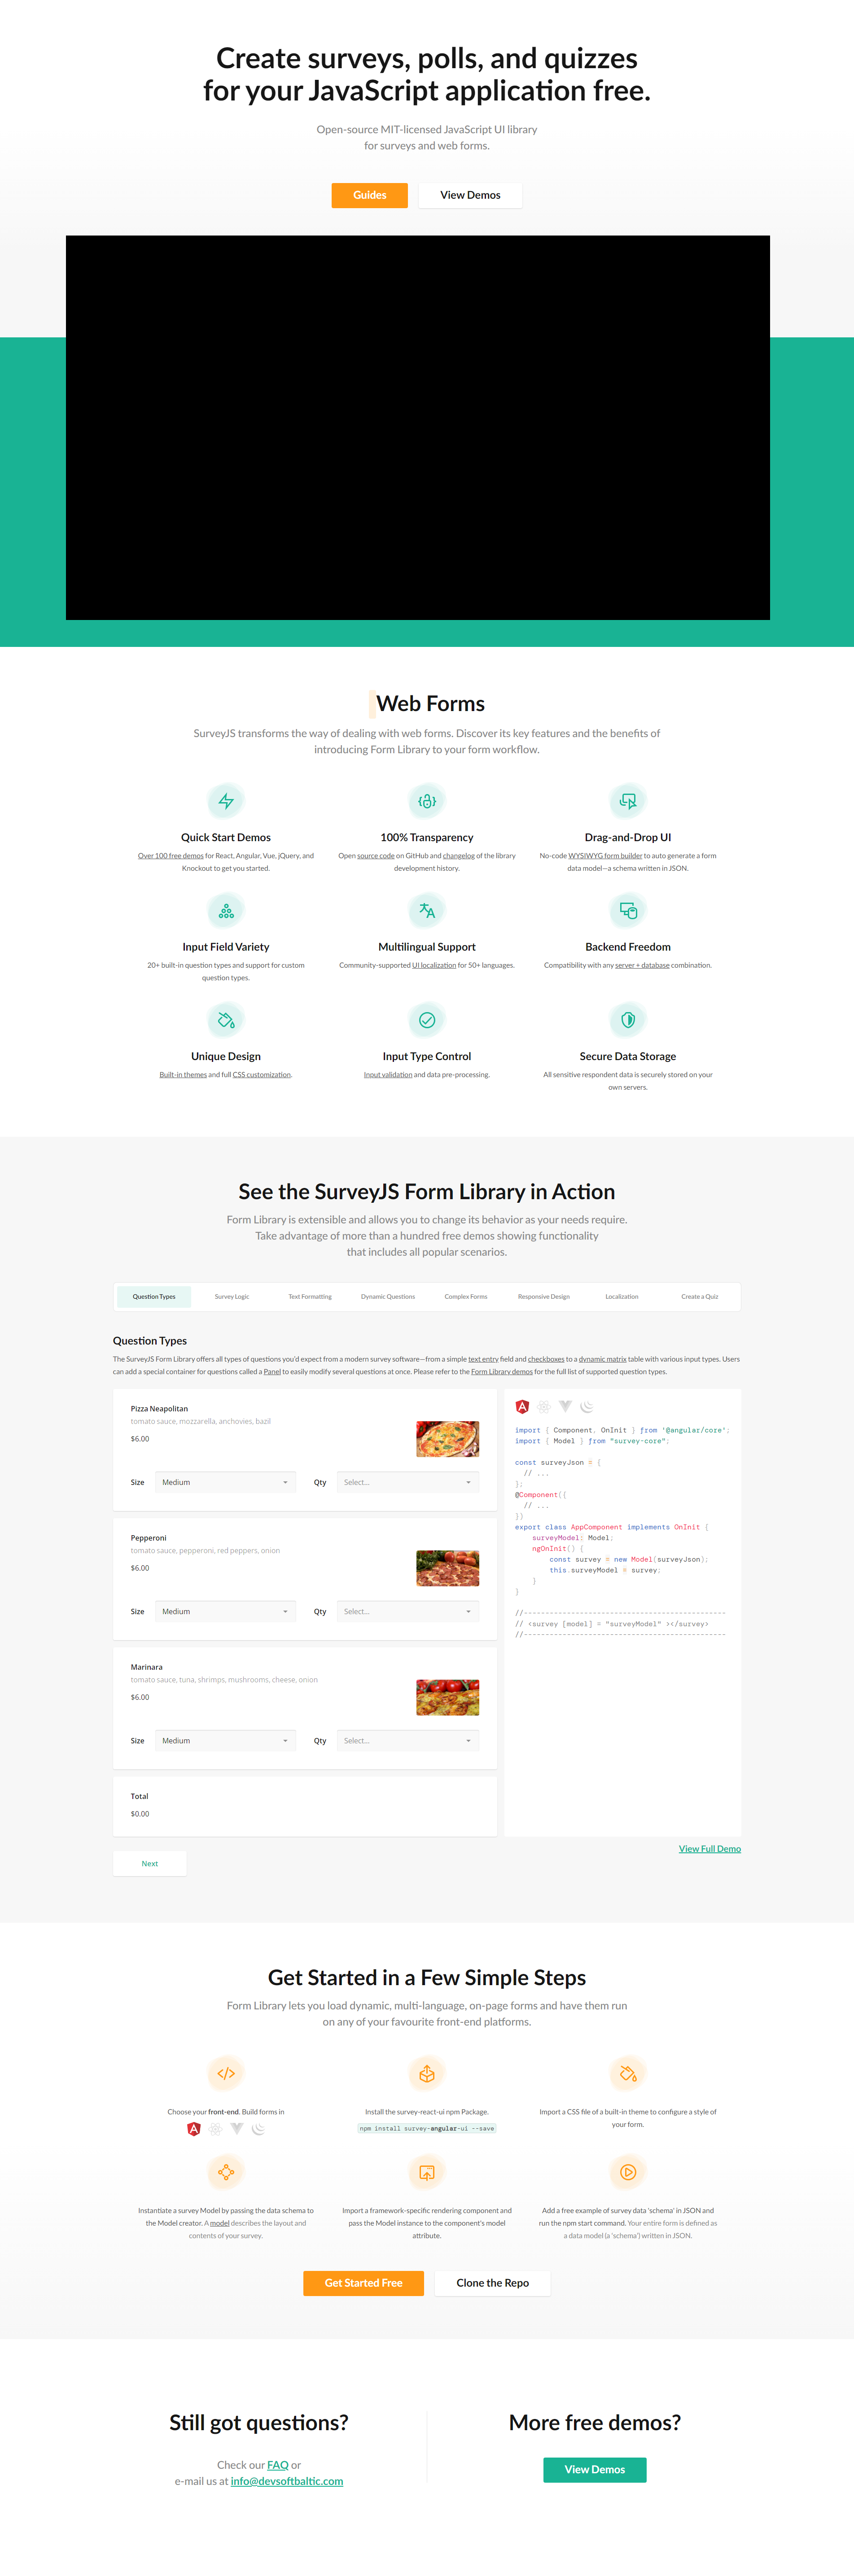 Create surveys, polls, and quizzes
for your JavaScript application free.
Open-source MIT-licensed JavaScript UI library
for surveys and web forms.
Guides
View Demos
Web Forms
SurveyJS transforms the way of dealing with web forms. Discover its key features and the benefits of
introducing Form Library to your form workflow.
Quick Start Demos
Over 100 free demos for React, Angular, Vue, jQuery, and
Knockout to get you started.
100% Transparency
Open source code on GitHub and changelog of the library
development history.
Drag-and-Drop UI
No-code WYSIWYG form builder to auto generate a form
data model—a schema written in JSON.
Input Field Variety
20+ built-in question types and support for custom
question types.
Multilingual Support
Community-supported UI localization for 50+ languages.
Backend Freedom
Compatibility with any server + database combination.
Unique Design
Built-in themes and full CSS customization.
Input Type Control
Input validation and data pre-processing.
Secure Data Storage
All sensitive respondent data is securely stored on your
own servers.
See the SurveyJS Form Library in Action
Form Library is extensible and allows you to change its behavior as your needs require.
Take advantage of more than a hundred free demos showing functionality
that includes all popular scenarios.
Question Types
Survey Logic
Text Formatting
Dynamic Questions
Complex Forms
Responsive Design
Localization
Create a Quiz
Question Types
The SurveyJS Form Library offers all types of questions you'd expect from a modern survey software—from a simple text entry field and checkboxes to a dynamic matrix table with various input types. Users
can add a special container for questions called a Panel to easily modify several questions at once. Please refer to the Form Library demos for the full list of supported question types.
Pizza Neapolitan
tomato sauce, mozzarella, anchovies, bazil
$6.00
Size
Medium
Qty
Select...
Pepperoni
tomato sauce, pepperoni, red peppers, onion
$6.00
Size
Medium
Qty
Select...
Marinara
tomato sauce, tuna, shrimps, mushrooms, cheese, onion
$6.00
Size
Medium
Qty
Select...
Total
$0.00
Next
import { Component, OnInit } from '@angular/core';
import { Model } from "survey-core";
const surveyJson = {
// ...
};
@Component({
// ...
})
export class AppComponent implements OnInit {
surveyModel: Model;
ngOnInit() {
const survey = new Model(surveyJson);
this.surveyModel = survey;
}
}
//-----------------------------------------------
// <survey [model] = "surveyModel" ></survey>
//-----------------------------------------------
View Full Demo
Get Started in a Few Simple Steps
Form Library lets you load dynamic, multi-language, on-page forms and have them run
on any of your favourite front-end platforms.
Choose your front-end. Build forms in
Install the survey-react-ui npm Package.
npm install survey-angular-ui --save
Import a CSS file of a built-in theme to configure a style of
your form.
Instantiate a survey Model by passing the data schema to
the Model creator. A model describes the layout and
contents of your survey.
Import a framework-specific rendering component and
pass the Model instance to the component's model
attribute.
Add a free example of survey data 'schema' in JSON and
run the npm start command. Your entire form is defined as
a data model (a 'schema') written in JSON.
Get Started Free
Clone the Repo
Still got questions?
Check our FAQ or
e-mail us at info@devsoftbaltic.com
More free demos?
View Demos